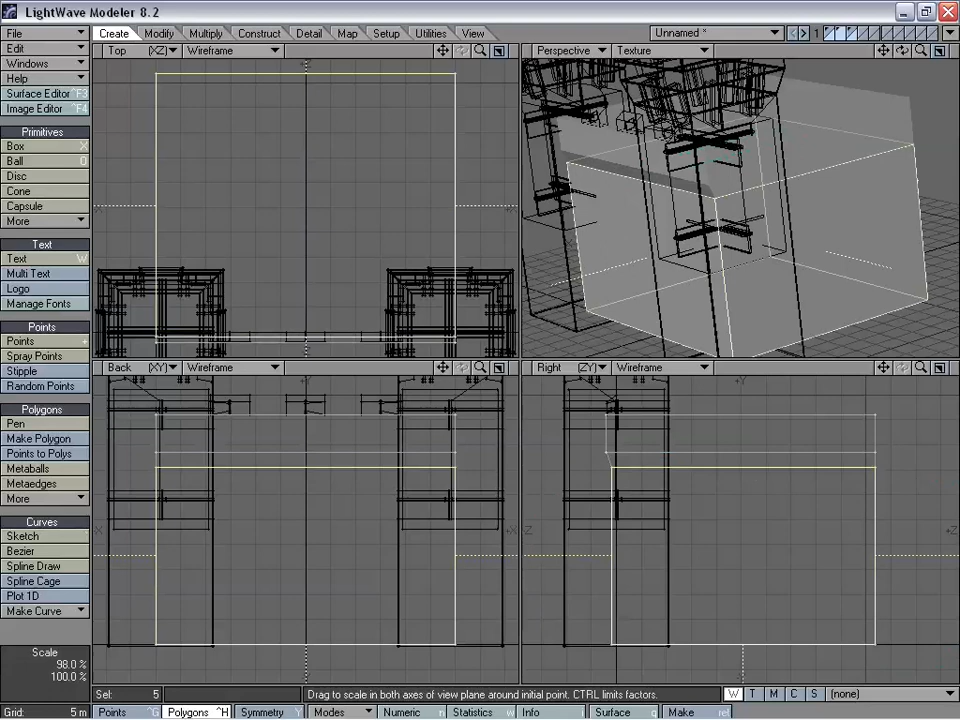 LightWave Modeler 8.2
File
Edit
Windows
Help
Surface Editor ^F3
Image Editor ^F4
Primitives
Box X
Ball O
Disc
Cone
Capsule
More
Text
Text W
Multi Text
Logo
Manage Fonts
Points
Points +
Spray Points
Stipple
Random Points
Polygons
Pen
Make Polygon
Points to Polys
Metaballs
Metaedges
More
Curves
Sketch
Bezier
Spline Draw
Spline Cage
Plot 1D
Make Curve
Scale
98.0 %
100.0 %
Grid: 5 m
Create Modify Multiply Construct Detail Map Setup Utilities View Unnamed * 1
Top (XZ) Wireframe
Perspective Texture
Back (XY) Wireframe
Right (ZY) Wireframe
Sel: 5 Drag to scale in both axes of view plane around initial point. CTRL limits factors. W T M C S (none)
Points ^G Polygons ^H Symmetry Y Modes Numeric n Statistics w Info i Surface q Make ret